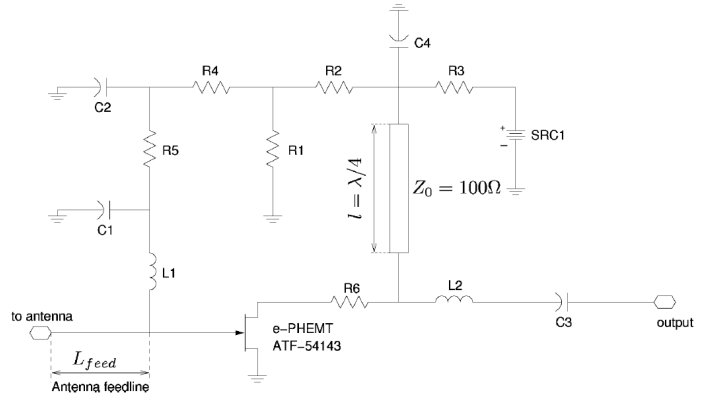 C4
R4
R2
R3
C2
R5
R1
+
SRC1
−
l = λ/4
Z₀ = 100Ω
C1
L1
R6
L2
to antenna
e−PHEMT
ATF−54143
C3
output
L_feed
Antenna feedline